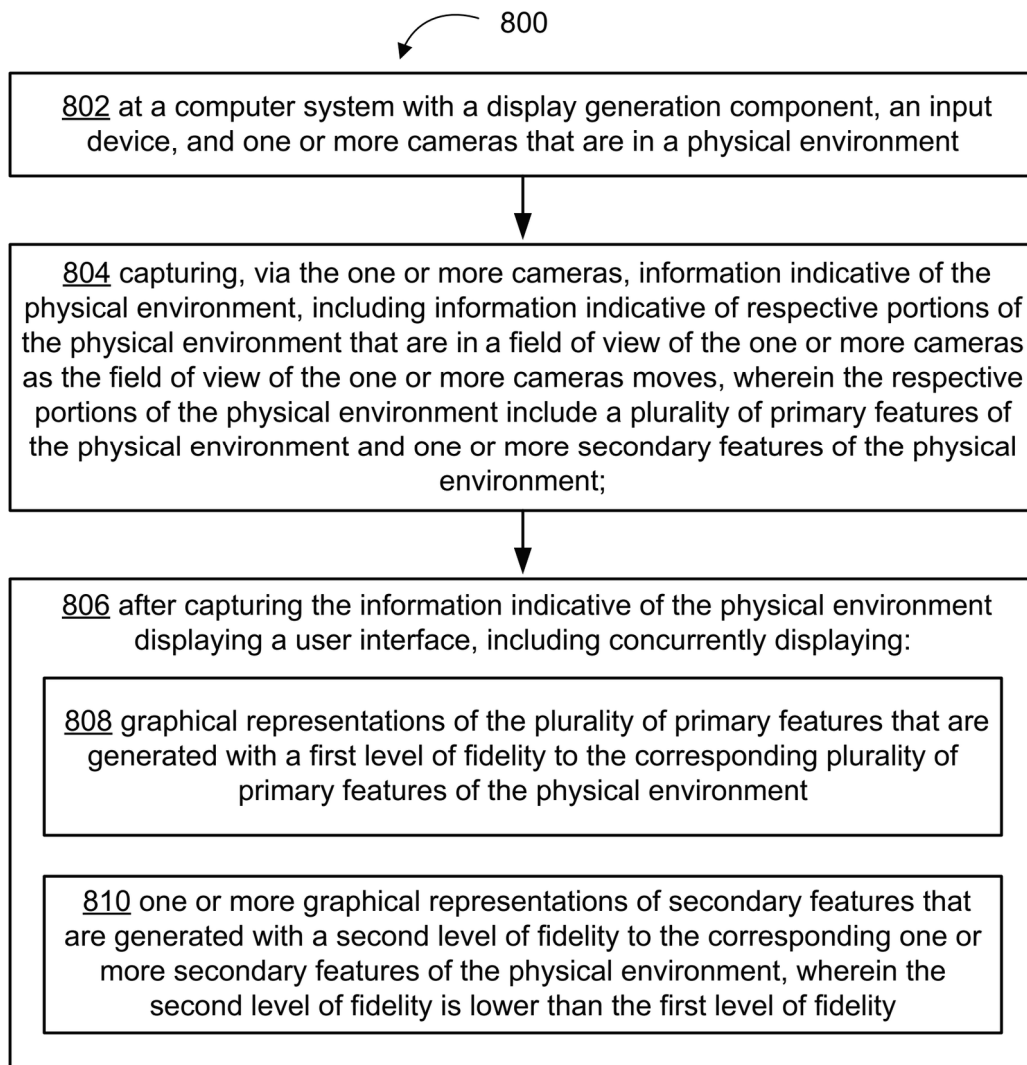 800
802 at a computer system with a display generation component, an input
device, and one or more cameras that are in a physical environment
804 capturing, via the one or more cameras, information indicative of the
physical environment, including information indicative of respective portions of
the physical environment that are in a field of view of the one or more cameras
as the field of view of the one or more cameras moves, wherein the respective
portions of the physical environment include a plurality of primary features of
the physical environment and one or more secondary features of the physical
environment;
806 after capturing the information indicative of the physical environment
displaying a user interface, including concurrently displaying:
808 graphical representations of the plurality of primary features that are
generated with a first level of fidelity to the corresponding plurality of
primary features of the physical environment
810 one or more graphical representations of secondary features that
are generated with a second level of fidelity to the corresponding one or
more secondary features of the physical environment, wherein the
second level of fidelity is lower than the first level of fidelity